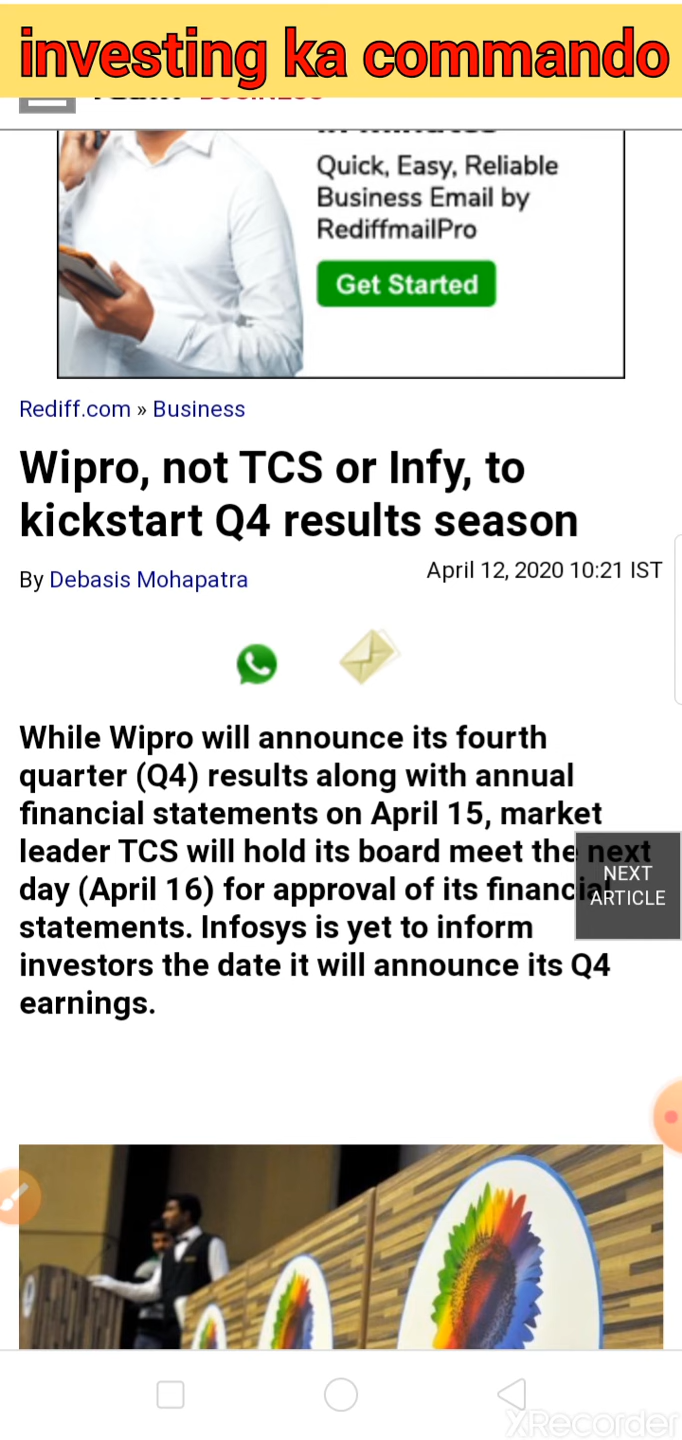 investing ka commando
Quick, Easy, Reliable
Business Email by
RediffmailPro
Get Started
Rediff.com » Business
Wipro, not TCS or Infy, to
kickstart Q4 results season
By Debasis Mohapatra
April 12, 2020 10:21 IST
While Wipro will announce its fourth
quarter (Q4) results along with annual
financial statements on April 15, market
leader TCS will hold its board meet the next
day (April 16) for approval of its financial
statements. Infosys is yet to inform
investors the date it will announce its Q4
earnings.
NEXT
ARTICLE
XRecorder